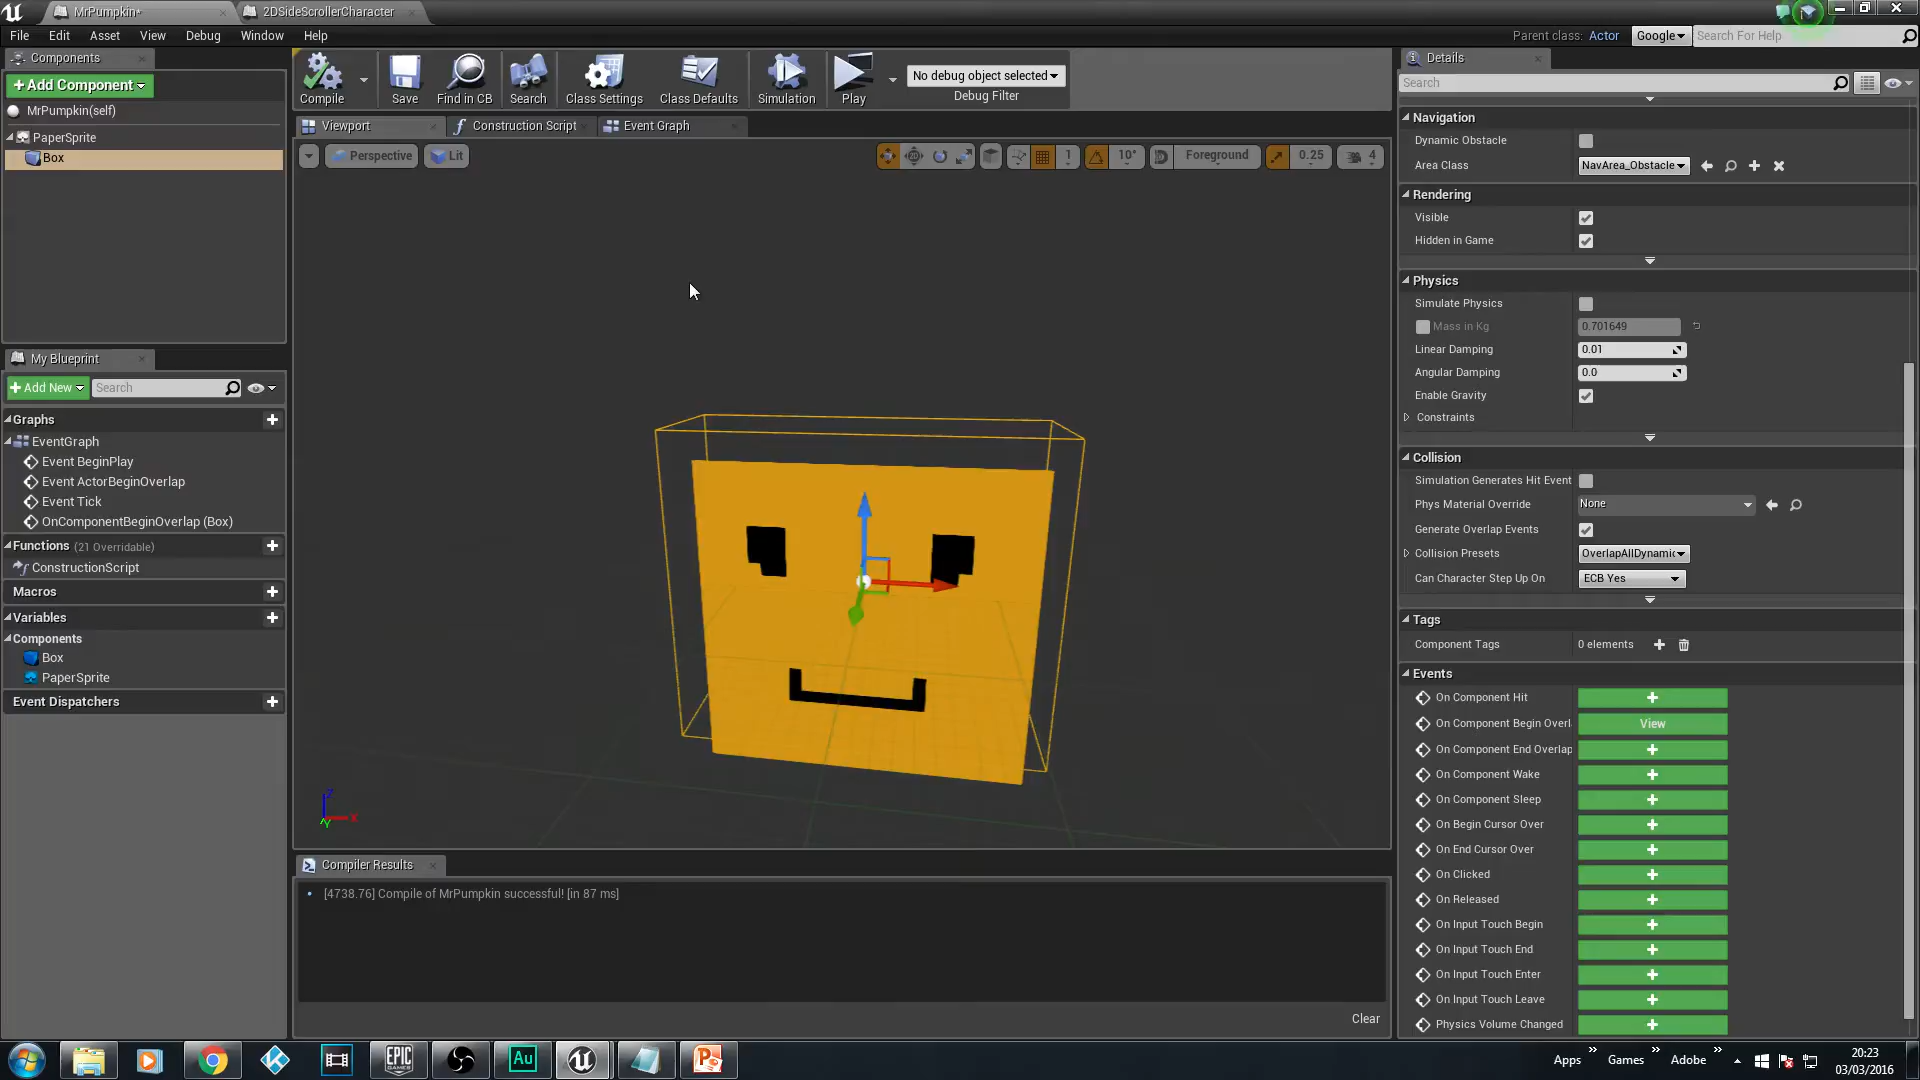 MrPumpkin*
2DSideScrollerCharacter
File Edit Asset View Debug Window Help
Parent class: Actor Google Search For Help
Components
+ Add Component
MrPumpkin(self)
PaperSprite
Box
Compile
Save
Find in CB
Search
Class Settings
Class Defaults
Simulation
Play
No debug object selected
Debug Filter
Viewport
Construction Script
Event Graph
Perspective
Lit
1
10°
Foreground
0.25
4
My Blueprint
+ Add New
Search
Graphs
EventGraph
Event BeginPlay
Event ActorBeginOverlap
Event Tick
OnComponentBeginOverlap (Box)
Functions (21 Overridable)
ConstructionScript
Macros
Variables
Components
Box
PaperSprite
Event Dispatchers
Z
X
Y
Compiler Results
[4738.76] Compile of MrPumpkin successful! [in 87 ms]
Clear
Details
Search
Navigation
Dynamic Obstacle
Area Class NavArea_Obstacle
Rendering
Visible
Hidden in Game
Physics
Simulate Physics
Mass in Kg 0.701649
Linear Damping 0.01
Angular Damping 0.0
Enable Gravity
Constraints
Collision
Simulation Generates Hit Event
Phys Material Override None
Generate Overlap Events
Collision Presets OverlapAllDynamic
Can Character Step Up On ECB Yes
Tags
Component Tags 0 elements
Events
On Component Hit
On Component Begin Overl View
On Component End Overlap
On Component Wake
On Component Sleep
On Begin Cursor Over
On End Cursor Over
On Clicked
On Released
On Input Touch Begin
On Input Touch End
On Input Touch Enter
On Input Touch Leave
Physics Volume Changed
EPIC GAMES
Au
Apps » Games » Adobe »
20:23
03/03/2016